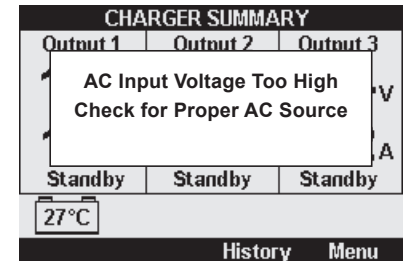 CHARGER SUMMARY
Output 1 Output 2 Output 3
AC Input Voltage Too High
Check for Proper AC Source
V
A
Standby Standby Standby
27°C
History Menu